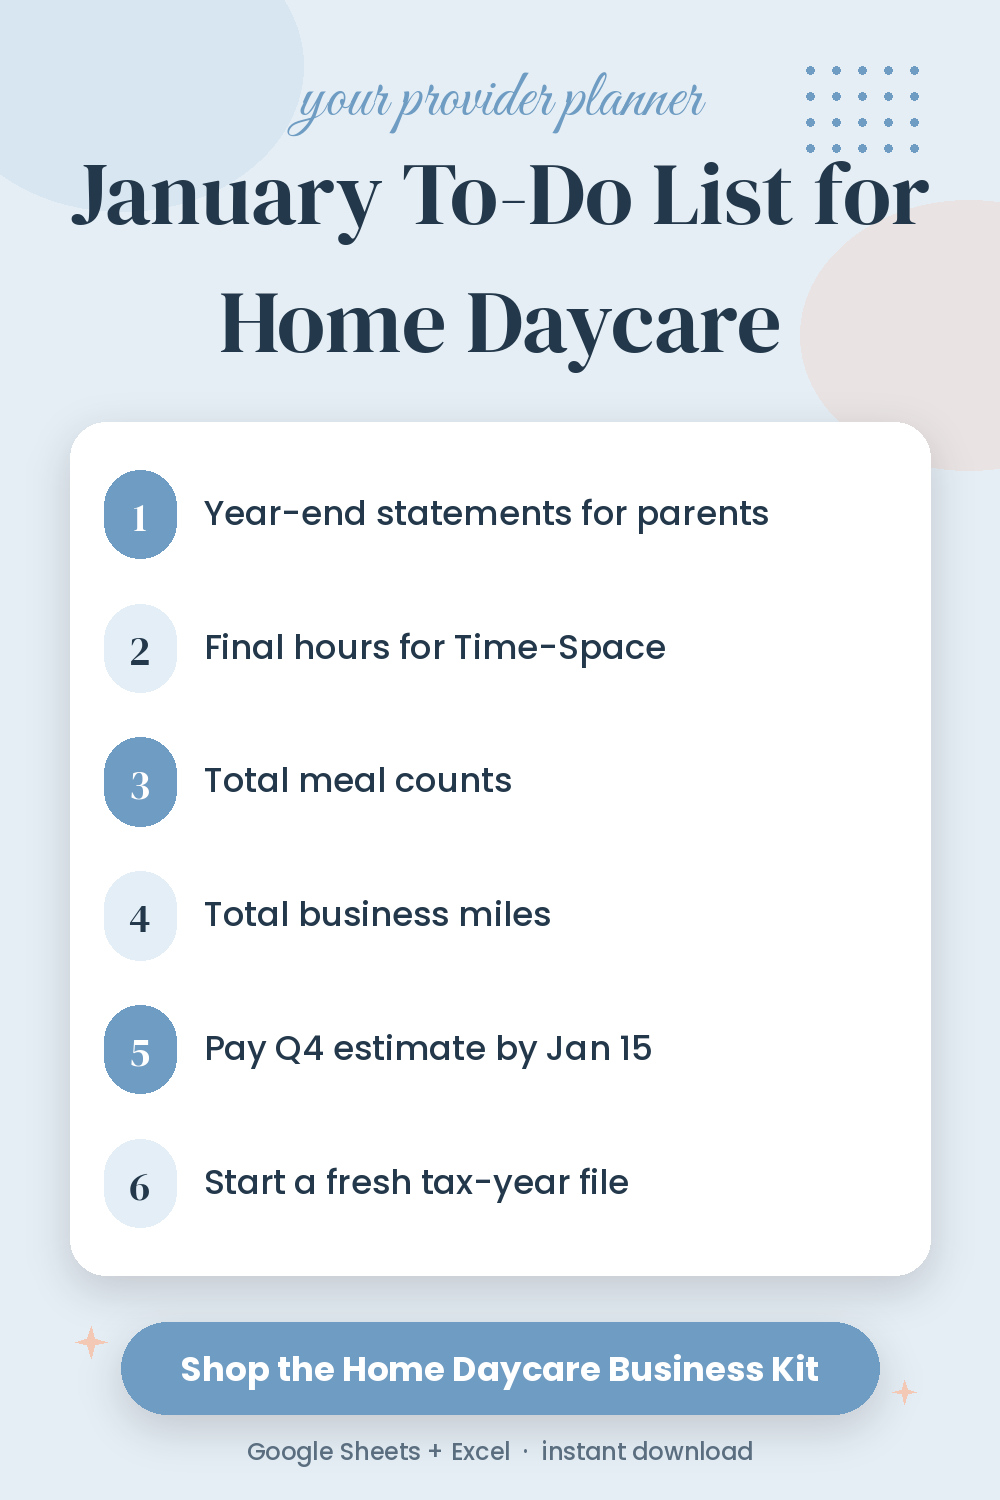 your provider planner
January To-Do List for
Home Daycare
1 Year-end statements for parents
2 Final hours for Time-Space
3 Total meal counts
4 Total business miles
5 Pay Q4 estimate by Jan 15
6 Start a fresh tax-year file
Shop the Home Daycare Business Kit
Google Sheets + Excel · instant download